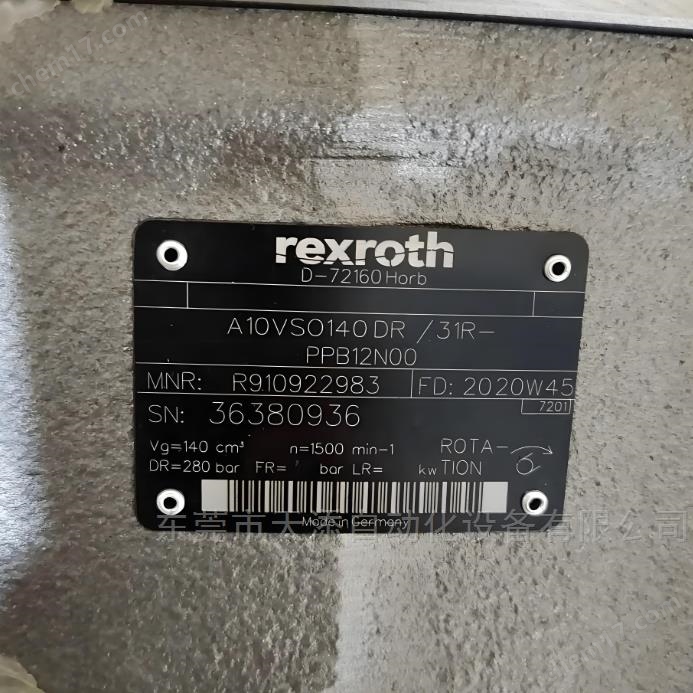 rexroth
D-72160 Horb
A10VSO140 DR /31R-
PPB12N00
MNR: R910922983 FD: 2020W45
7201
SN: 36380936
Vg=140 cm³ n=1500 min-1 ROTA-
DR=280 bar FR= bar LR= kw TION
Made in Germany
东莞市大添自动化设备有限公司